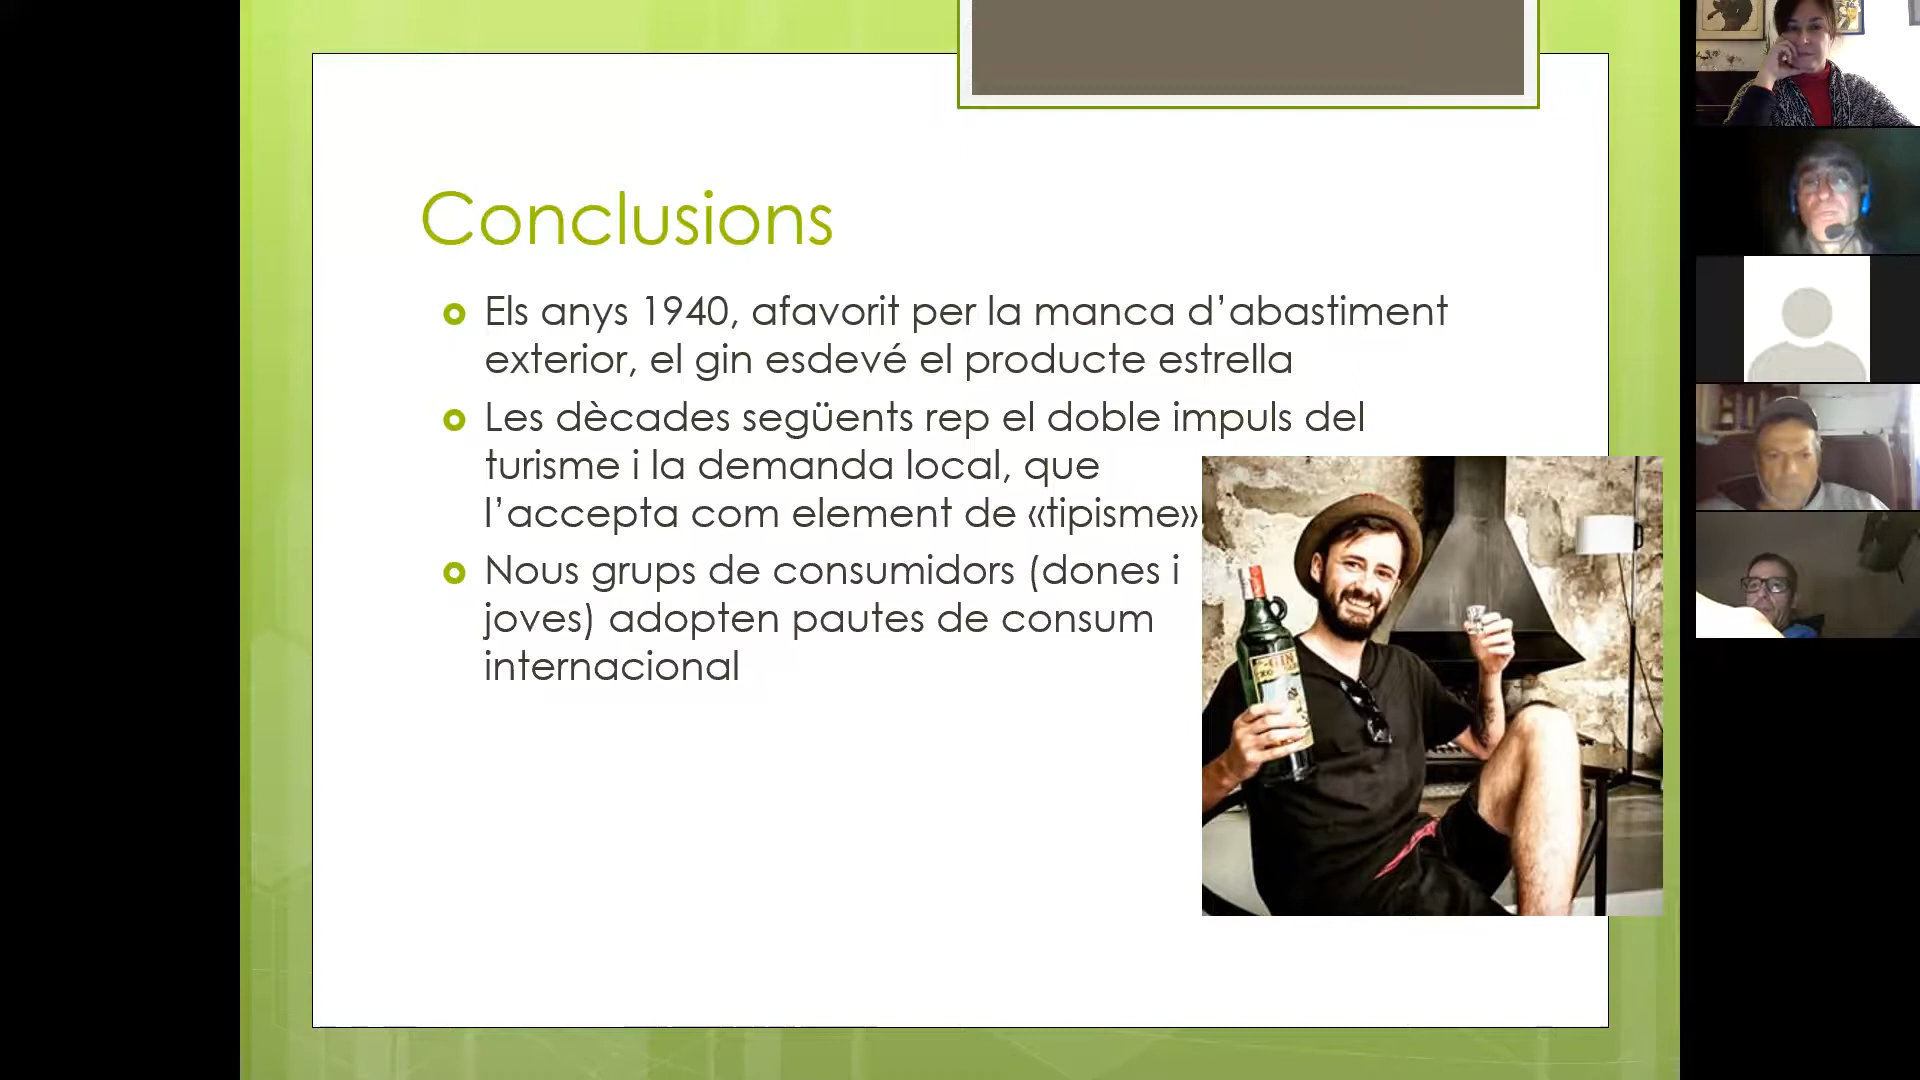 Conclusions
Els anys 1940, afavorit per la manca d’abastiment
exterior, el gin esdevé el producte estrella
Les dècades següents rep el doble impuls del
turisme i la demanda local, que
l’accepta com element de «tipisme»
Nous grups de consumidors (dones i
joves) adopten pautes de consum
internacional
GIN